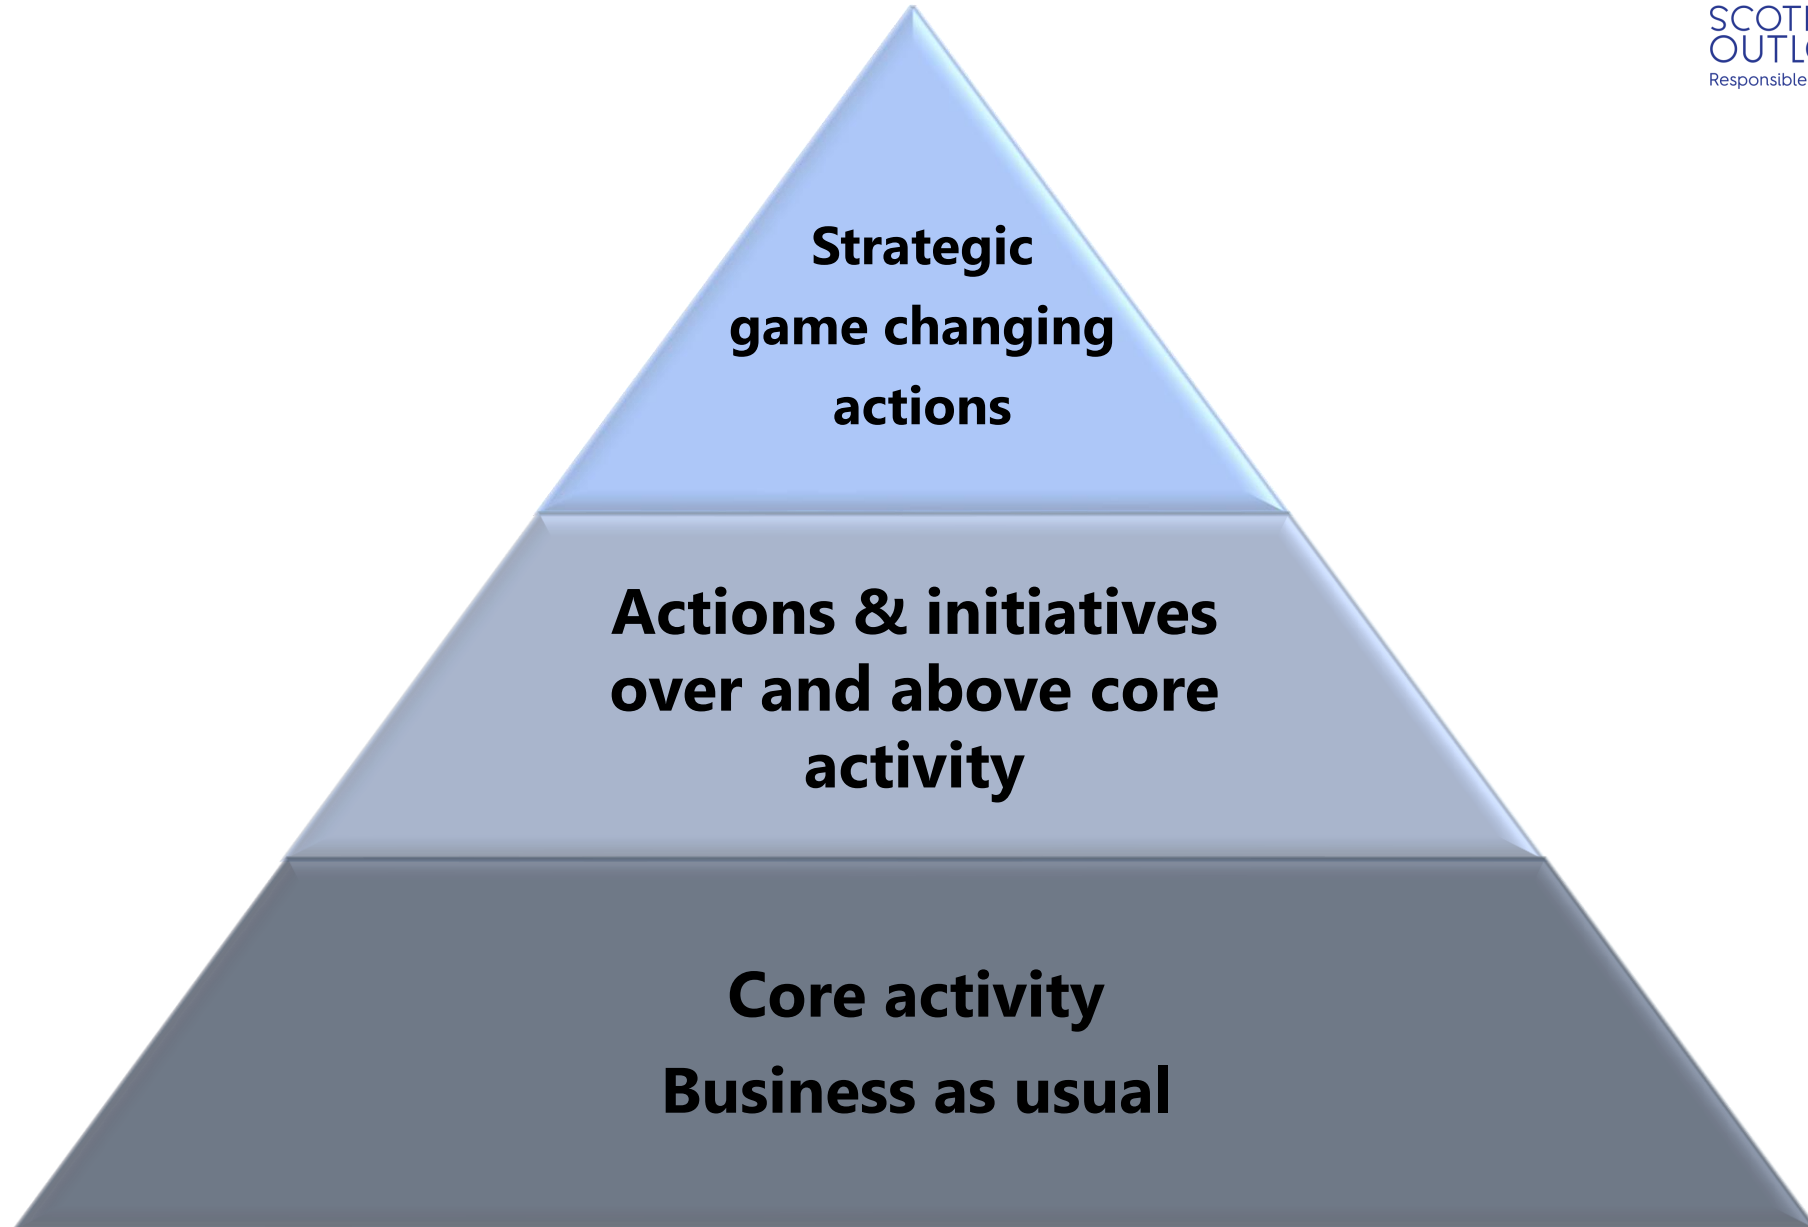 Responsible
Strategic
game changing
actions
Actions & initiatives
over and above core
activity
Core activity
Business as usual